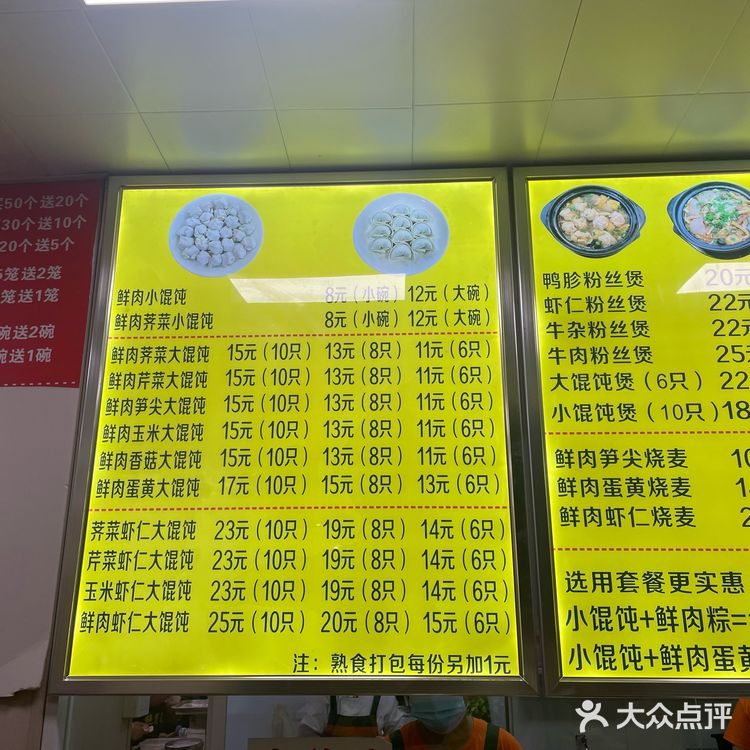 50个送20个
30个送10个
20个送5个
笼送2笼
笼送1笼
碗送2碗
碗送1碗
鲜肉小馄饨 8元（小碗）12元（大碗）
鲜肉荠菜小馄饨 8元（小碗）12元（大碗）
鲜肉荠菜大馄饨 15元（10只） 13元（8只） 11元（6只）
鲜肉芹菜大馄饨 15元（10只） 13元（8只） 11元（6只）
鲜肉笋尖大馄饨 15元（10只） 13元（8只） 11元（6只）
鲜肉玉米大馄饨 15元（10只） 13元（8只） 11元（6只）
鲜肉香菇大馄饨 15元（10只） 13元（8只） 11元（6只）
鲜肉蛋黄大馄饨 17元（10只） 15元（8只） 13元（6只）
荠菜虾仁大馄饨 23元（10只） 19元（8只） 14元（6只）
芹菜虾仁大馄饨 23元（10只） 19元（8只） 14元（6只）
玉米虾仁大馄饨 23元（10只） 19元（8只） 14元（6只）
鲜肉虾仁大馄饨 25元（10只） 20元（8只） 15元（6只）
注：熟食打包每份另加1元
鸭胗粉丝煲 20元
虾仁粉丝煲 22元
牛杂粉丝煲 22元
牛肉粉丝煲 25元
大馄饨煲（6只） 22
小馄饨煲（10只） 18
鲜肉笋尖烧麦 10
鲜肉蛋黄烧麦 1
鲜肉虾仁烧麦 2
选用套餐更实惠
小馄饨+鲜肉粽=
小馄饨+鲜肉蛋黄
大众点评